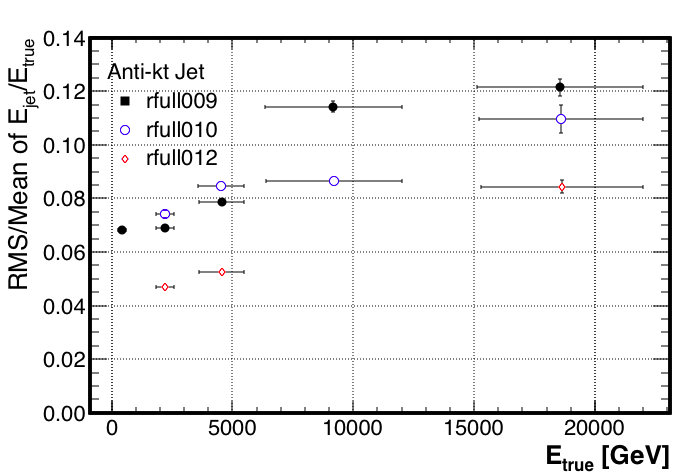 RMS/Mean of E_jet/E_true
0.14
0.12
0.10
0.08
0.06
0.04
0.02
0.00
Anti-kt Jet
rfull009
rfull010
rfull012
0 5000 10000 15000 20000
E_true [GeV]